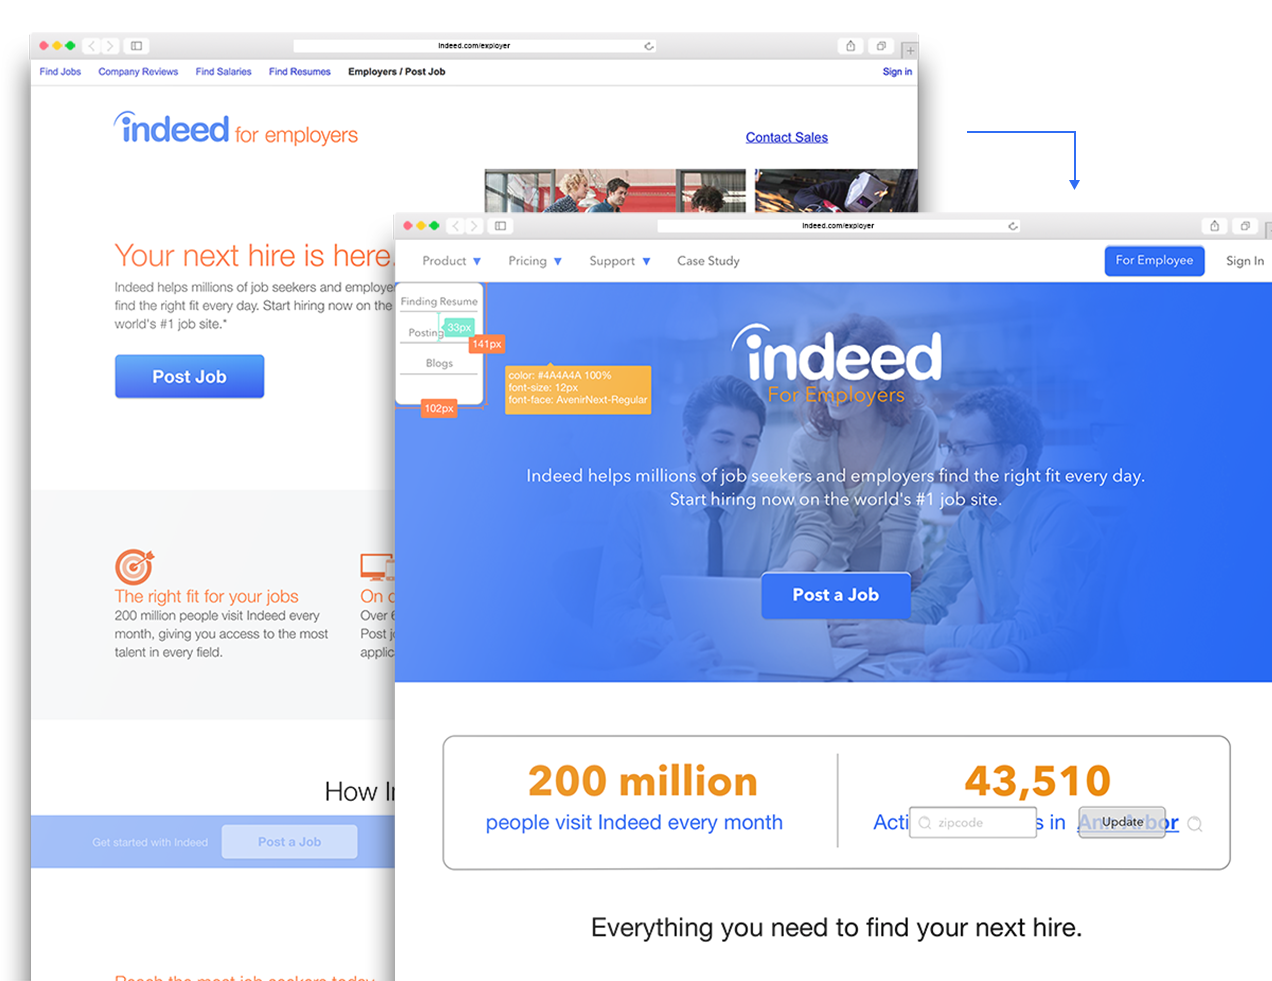 indeed.com/exployer
Find Jobs Company Reviews Find Salaries Find Resumes Employers / Post Job Sign in
indeed for employers
Contact Sales
Your next hire is here.
Indeed helps millions of job seekers and employe
find the right fit every day. Start hiring now on the
world's #1 job site.*
Post Job
The right fit for your jobs
200 million people visit Indeed every
month, giving you access to the most
talent in every field.
On
Over
Post
applic
How
Get started with Indeed Post a Job
Reach the most job seekers today
indeed.com/exployer
Product ▼ Pricing ▼ Support ▼ Case Study For Employee Sign In
Finding Resume
Posting
Blogs
33px
141px
102px
color: #4A4A4A 100%
font-size: 12px
font-face: AvenirNext-Regular
indeed
For Employers
Indeed helps millions of job seekers and employers find the right fit every day.
Start hiring now on the world's #1 job site.
Post a Job
200 million
people visit Indeed every month
43,510
Acti zipcode s in Ann Arbor Update
Everything you need to find your next hire.